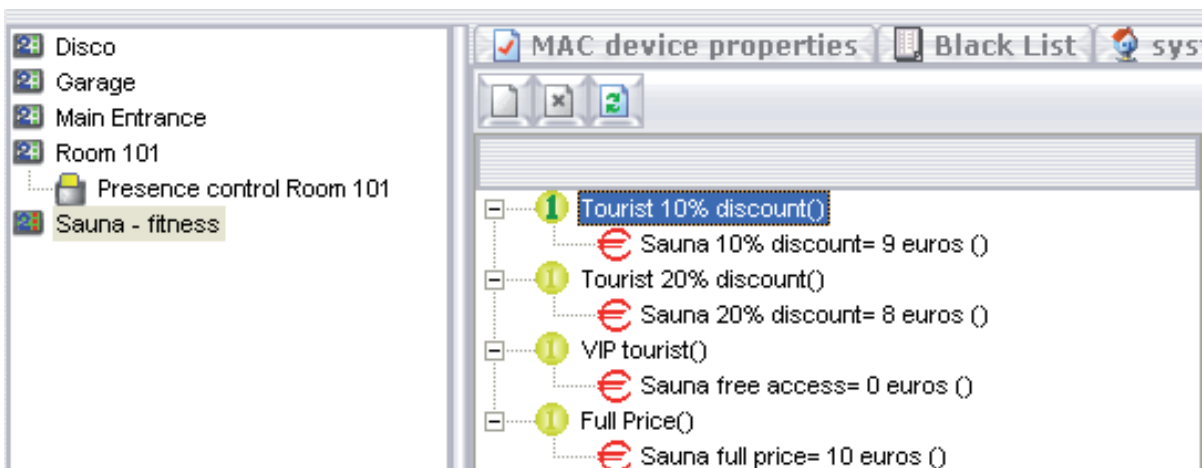 Disco
Garage
Main Entrance
Room 101
Presence control Room 101
Sauna - fitness
MAC device properties
Black List
sys
Tourist 10% discount()
Sauna 10% discount= 9 euros ()
Tourist 20% discount()
Sauna 20% discount= 8 euros ()
VIP tourist()
Sauna free access= 0 euros ()
Full Price()
Sauna full price= 10 euros ()